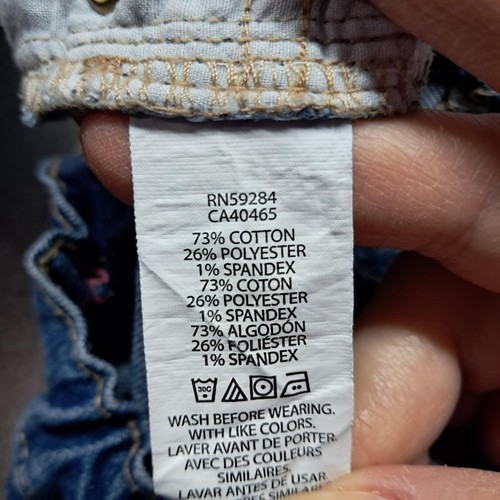 RN59284
CA40465
73% COTTON
26% POLYESTER
1% SPANDEX
73% COTON
26% POLYESTER
1% SPANDEX
73% ALGODÓN
26% POLIÉSTER
1% SPANDEX
30C
WASH BEFORE WEARING.
WITH LIKE COLORS.
LAVER AVANT DE PORTER.
AVEC DES COULEURS
SIMILAIRES.
LAVAR ANTES DE USAR.